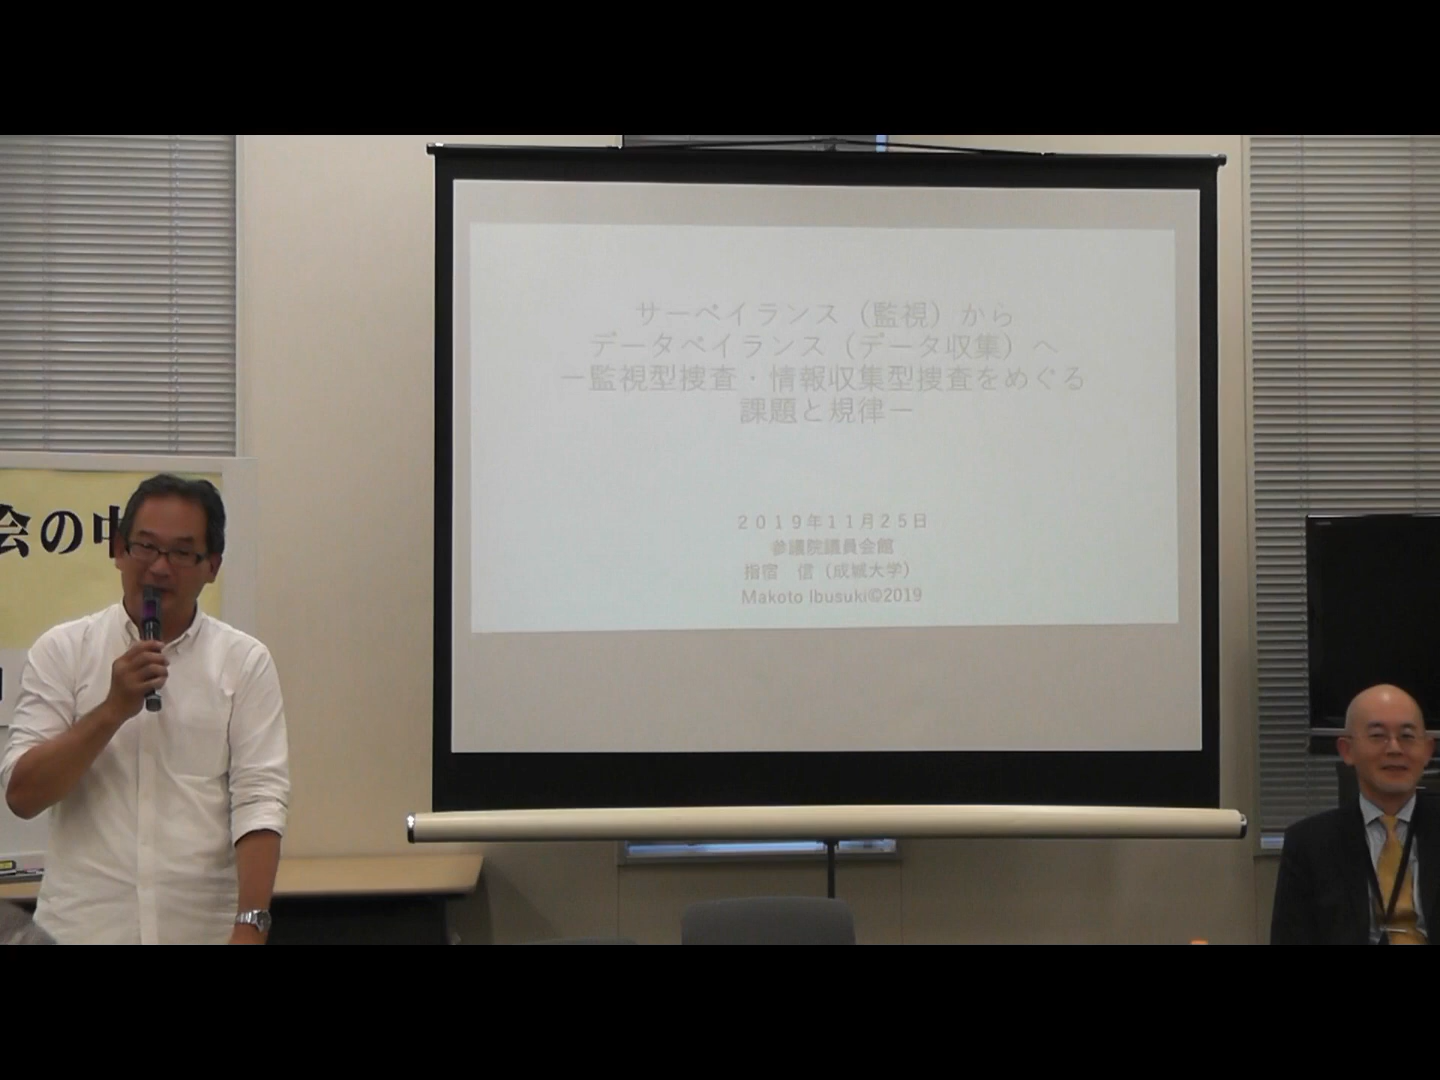 サーベイランス（監視）から
データベイランス（データ収集）へ
ー監視型捜査・情報収集型捜査をめぐる
課題と規律ー
２０１９年１１月２５日
参議院議員会館
指宿　信（成城大学）
Makoto Ibusuki©2019
会の中